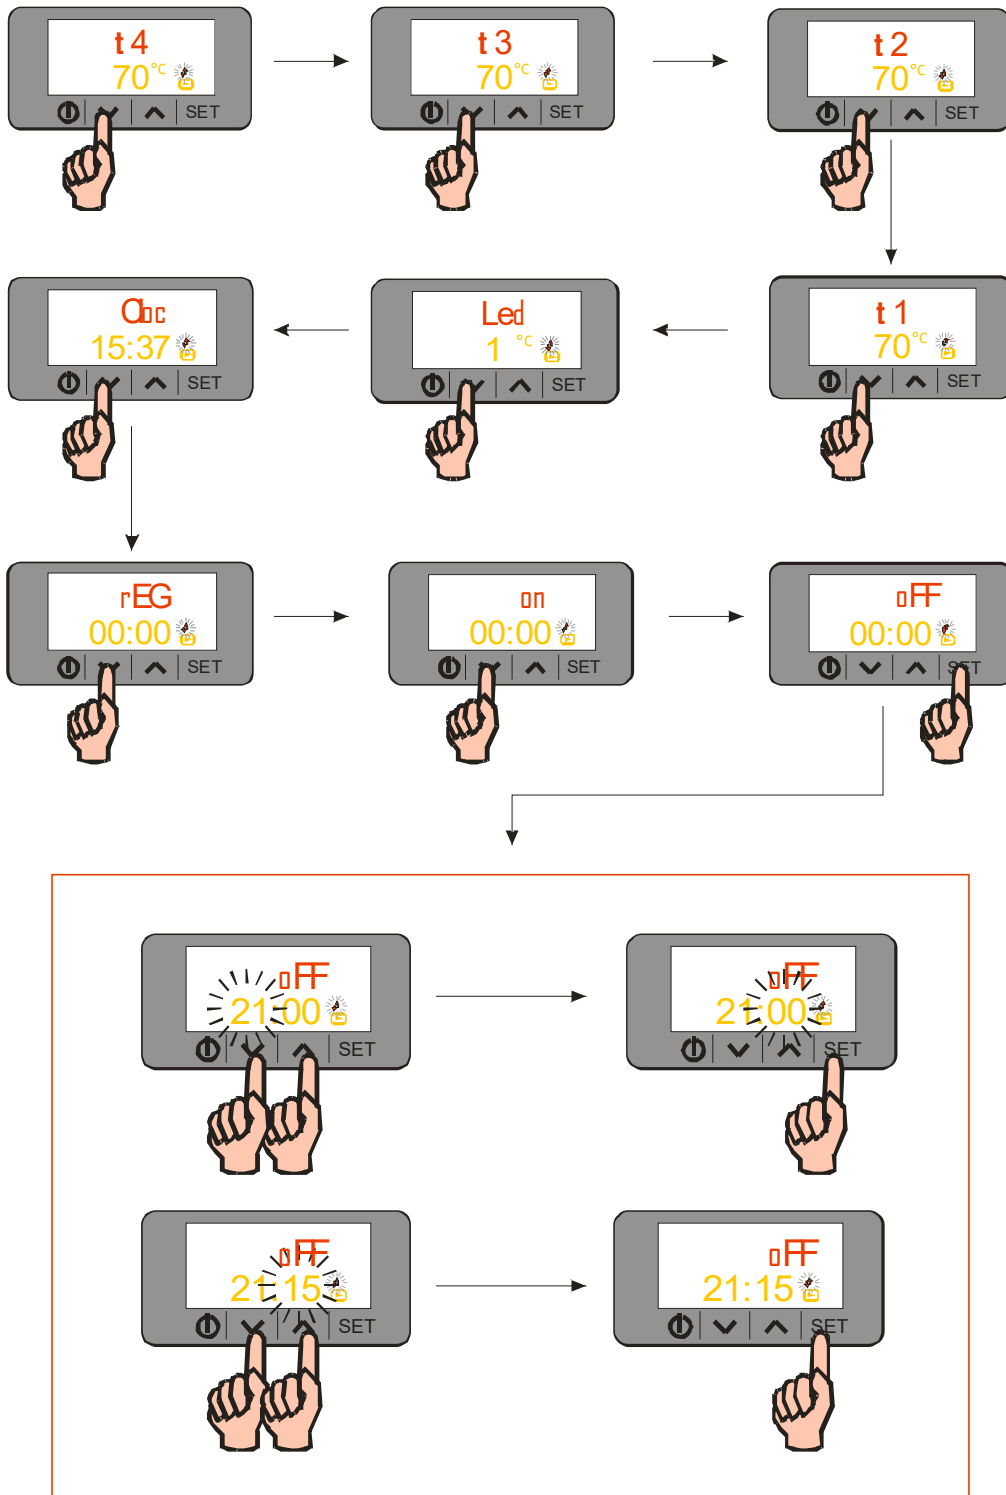 t 4
70°C
SET
t 3
70°C
SET
t 2
70°C
SET
Cloc
15:37
SET
Led
1 °C
SET
t 1
70°C
SET
rEG
00:00
SET
on
00:00
SET
oFF
00:00
SET
oFF
21:00
SET
oFF
21:00
SET
oFF
21:15
SET
oFF
21:15
SET